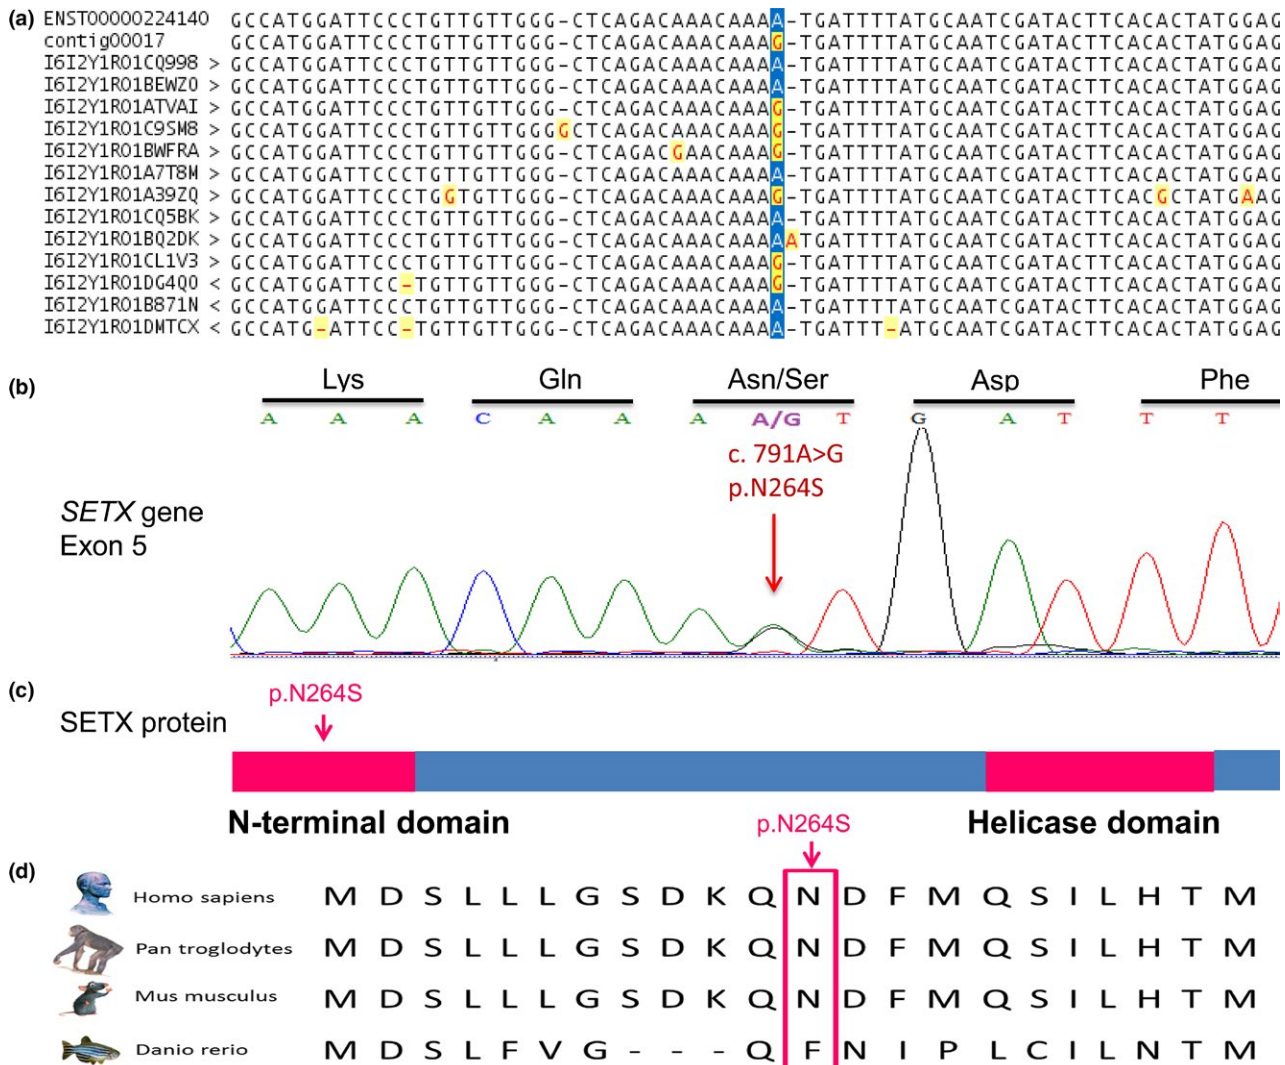 (a) ENST00000224140 GCCATGGATTCCCTGTTGTTGGG-CTCAGACAAACAAAA-TGATTTTATGCAATCGATACTTCACACTATGGAG
contig00017 GCCATGGATTCCCTGTTGTTGGG-CTCAGACAAACAAAG-TGATTTTATGCAATCGATACTTCACACTATGGAG
I6I2Y1R01CQ998 > GCCATGGATTCCCTGTTGTTGGG-CTCAGACAAACAAAA-TGATTTTATGCAATCGATACTTCACACTATGGAG
I6I2Y1R01BEWZ0 > GCCATGGATTCCCTGTTGTTGGG-CTCAGACAAACAAAA-TGATTTTATGCAATCGATACTTCACACTATGGAG
I6I2Y1R01ATVAI > GCCATGGATTCCCTGTTGTTGGG-CTCAGACAAACAAAG-TGATTTTATGCAATCGATACTTCACACTATGGAG
I6I2Y1R01C9SM8 > GCCATGGATTCCCTGTTGTTGGGGCTCAGACAAACAAAG-TGATTTTATGCAATCGATACTTCACACTATGGAG
I6I2Y1R01BWFRA > GCCATGGATTCCCTGTTGTTGGG-CTCAGACGAACAAAG-TGATTTTATGCAATCGATACTTCACACTATGGAG
I6I2Y1R01A7T8M > GCCATGGATTCCCTGTTGTTGGG-CTCAGACAAACAAAA-TGATTTTATGCAATCGATACTTCACACTATGGAG
I6I2Y1R01A39ZQ > GCCATGGATTCCCTGGTGTTGGG-CTCAGACAAACAAAG-TGATTTTATGCAATCGATACTTCACGCTATGAAG
I6I2Y1R01CQ5BK > GCCATGGATTCCCTGTTGTTGGG-CTCAGACAAACAAAA-TGATTTTATGCAATCGATACTTCACACTATGGAG
I6I2Y1R01BQ2DK > GCCATGGATTCCCTGTTGTTGGG-CTCAGACAAACAAAAATGATTTTATGCAATCGATACTTCACACTATGGAG
I6I2Y1R01CL1V3 > GCCATGGATTCCCTGTTGTTGGG-CTCAGACAAACAAAG-TGATTTTATGCAATCGATACTTCACACTATGGAG
I6I2Y1R01DG4Q0 < GCCATGGATTCC-TGTTGTTGGG-CTCAGACAAACAAAG-TGATTTTATGCAATCGATACTTCACACTATGGAG
I6I2Y1R01B871N < GCCATGGATTCCCTGTTGTTGGG-CTCAGACAAACAAAA-TGATTTTATGCAATCGATACTTCACACTATGGAG
I6I2Y1R01DMTCX < GCCATG-ATTCC-TGTTGTTGGG-CTCAGACAAACAAAA-TGATTT-ATGCAATCGATACTTCACACTATGGAG
(b) Lys Gln Asn/Ser Asp Phe
A A A C A A A A/G T G A T T T
c. 791A>G
p.N264S
SETX gene
Exon 5
(c) p.N264S
SETX protein
N-terminal domain Helicase domain
p.N264S
(d)
Homo sapiens M D S L L L G S D K Q N D F M Q S I L H T M
Pan troglodytes M D S L L L G S D K Q N D F M Q S I L H T M
Mus musculus M D S L L L G S D K Q N D F M Q S I L H T M
Danio rerio M D S L F V G - - - Q F N I P L C I L N T M